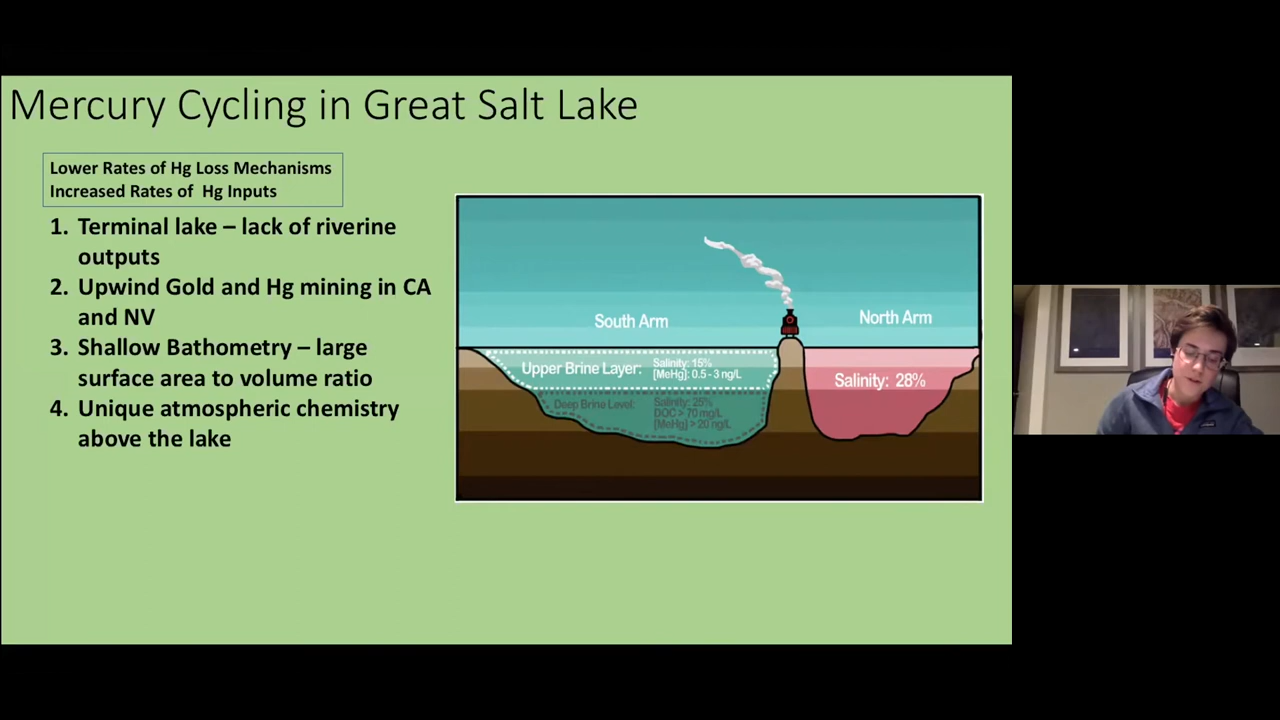 Mercury Cycling in Great Salt Lake
Lower Rates of Hg Loss Mechanisms
Increased Rates of Hg Inputs
1. Terminal lake – lack of riverine
outputs
2. Upwind Gold and Hg mining in CA
and NV
3. Shallow Bathometry – large
surface area to volume ratio
4. Unique atmospheric chemistry
above the lake
South Arm
North Arm
Upper Brine Layer:
Salinity: 15%
[MeHg]: 0.5 - 3 ng/L
Deep Brine Level:
Salinity: 25%
DOC > 70 mg/L
[MeHg] > 20 ng/L
Salinity: 28%